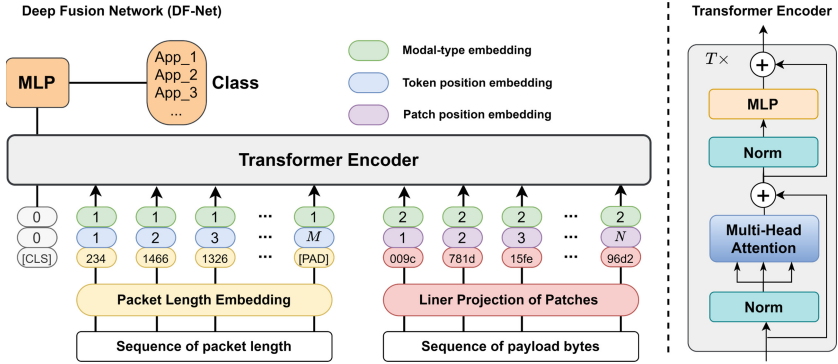 Deep Fusion Network (DF-Net)
MLP
App_1
App_2
App_3
...
Class
Modal-type embedding
Token position embedding
Patch position embedding
Transformer Encoder
0 1 1 1 ... 1 2 2 2 ... 2
0 1 2 3 ... M 1 2 3 ... N
[CLS] 234 1466 1326 ... [PAD] 009c 781d 15fe ... 96d2
Packet Length Embedding
Liner Projection of Patches
Sequence of packet length
Sequence of payload bytes
Transformer Encoder
T×
+
MLP
Norm
+
Multi-Head
Attention
Norm